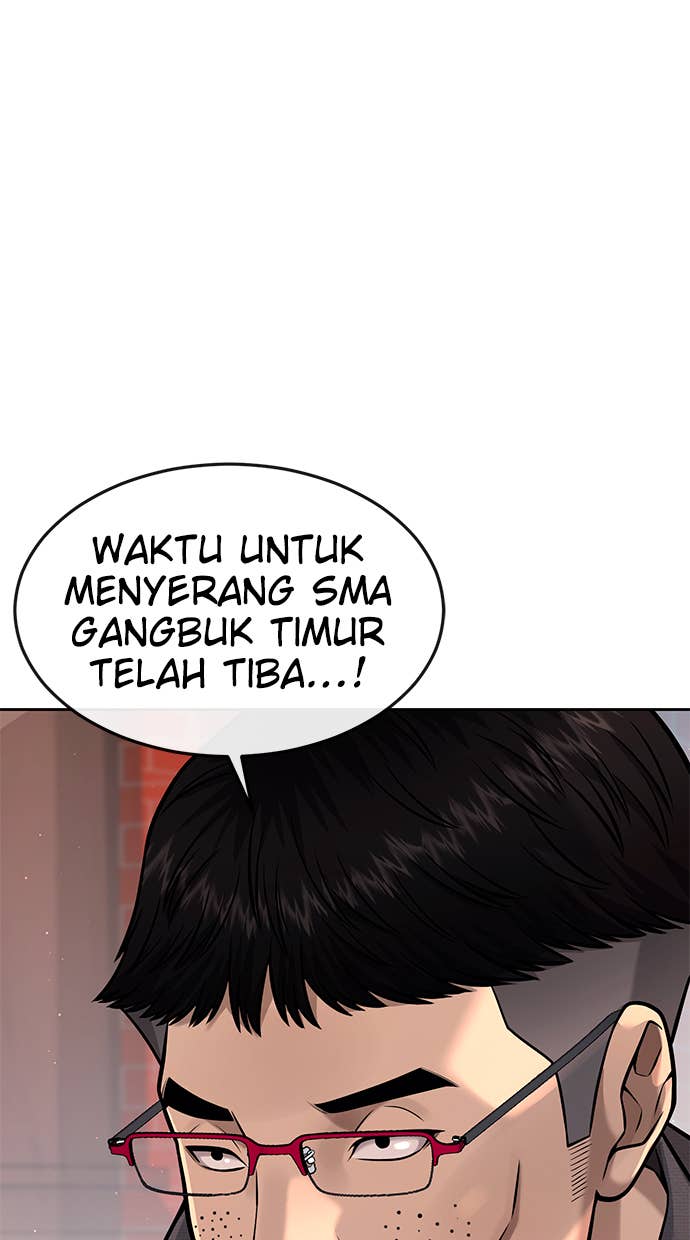 WAKTU UNTUK
MENYERANG SMA
GANGBUK TIMUR
TELAH TIBA...!